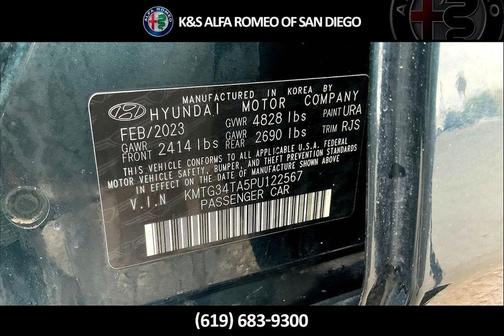 K&S ALFA ROMEO OF SAN DIEGO
MANUFACTURED IN KOREA BY
HYUNDAI MOTOR COMPANY
FEB/2023 GVWR 4828 lbs PAINT URA
GAWR 2414 lbs GAWR 2690 lbs TRIM RJS
THIS VEHICLE CONFORMS TO ALL APPLICABLE U.S.A. FEDERAL
MOTOR VEHICLE SAFETY, BUMPER, AND THEFT PREVENTION STANDARDS
IN EFFECT ON THE DATE OF MANUFACTURE SHOWN ABOVE.
V.I.N KMTG34TA5PU122567
PASSENGER CAR
(619) 683-9300